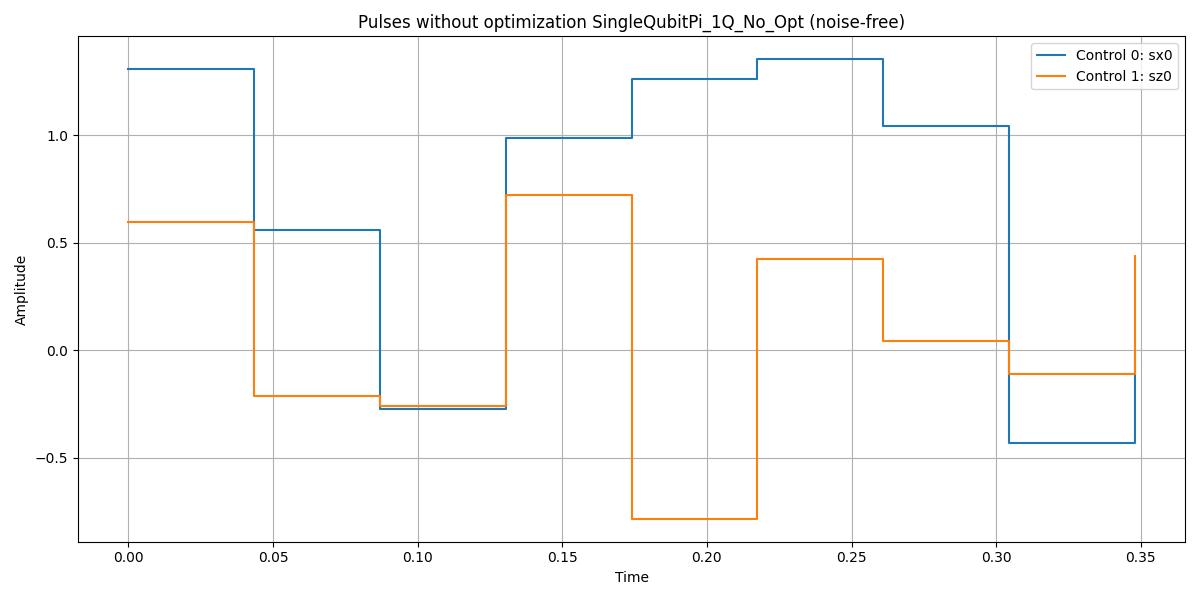 Pulses without optimization SingleQubitPi_1Q_No_Opt (noise-free)
Control 0: sx0
Control 1: sz0
Amplitude
1.0
0.5
0.0
−0.5
0.00 0.05 0.10 0.15 0.20 0.25 0.30 0.35
Time